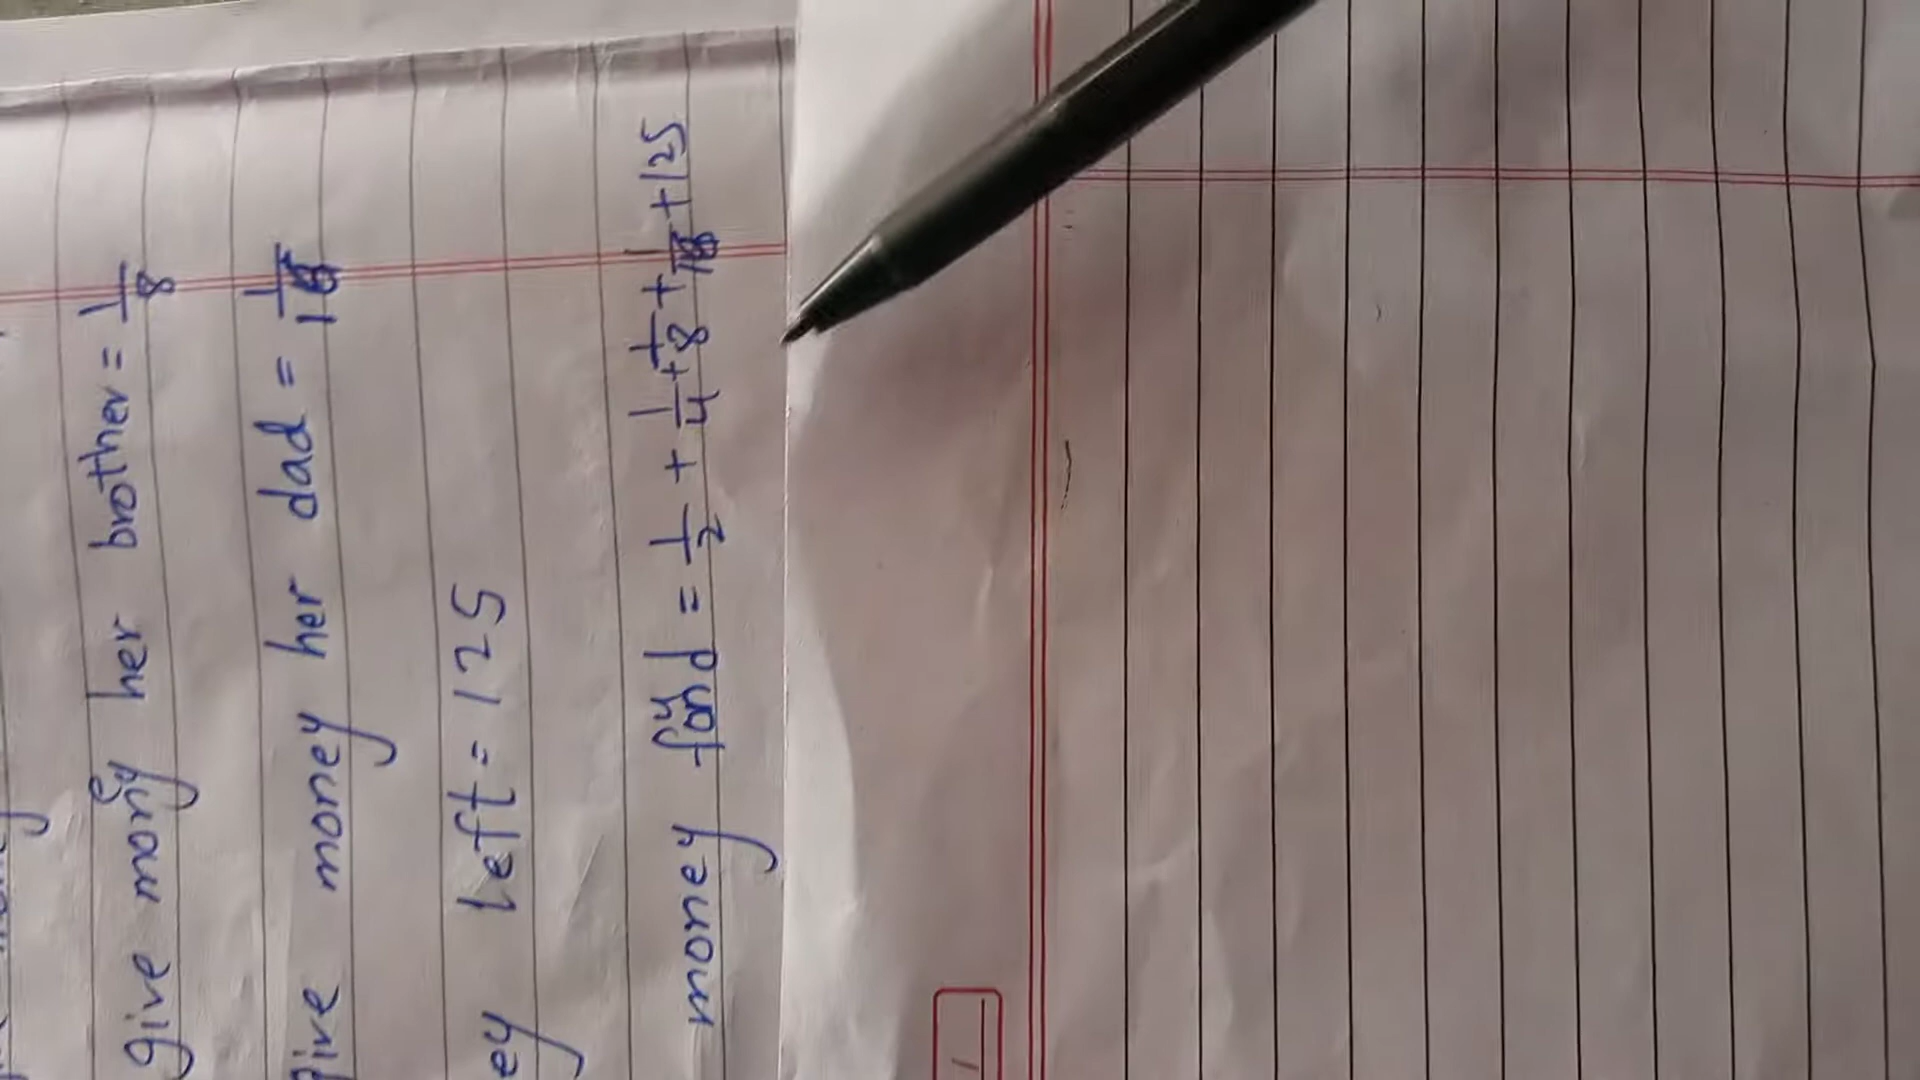 give money her brother = 1/8
give money her dad = 1/16
ey left = 125
money fond = 1/2 + 1/4 + 1/8 + 1/16 + 125